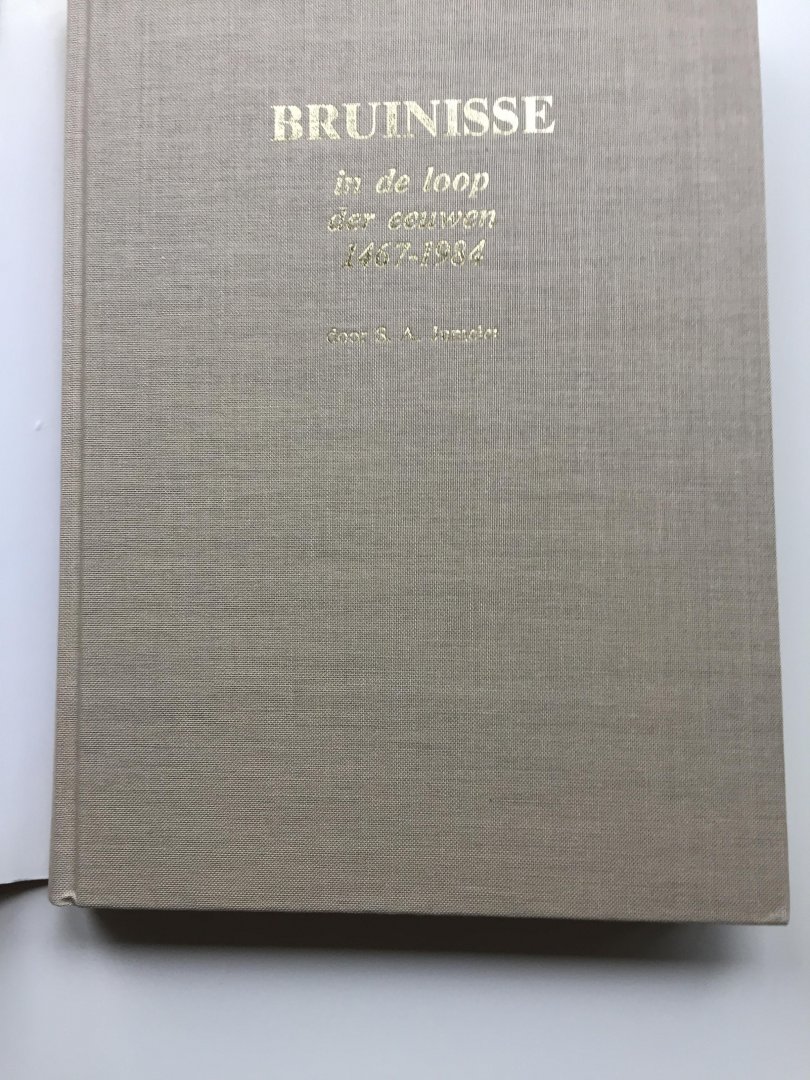 BRUINISSE
in de loop
der eeuwen
1467-1984
door S. A.